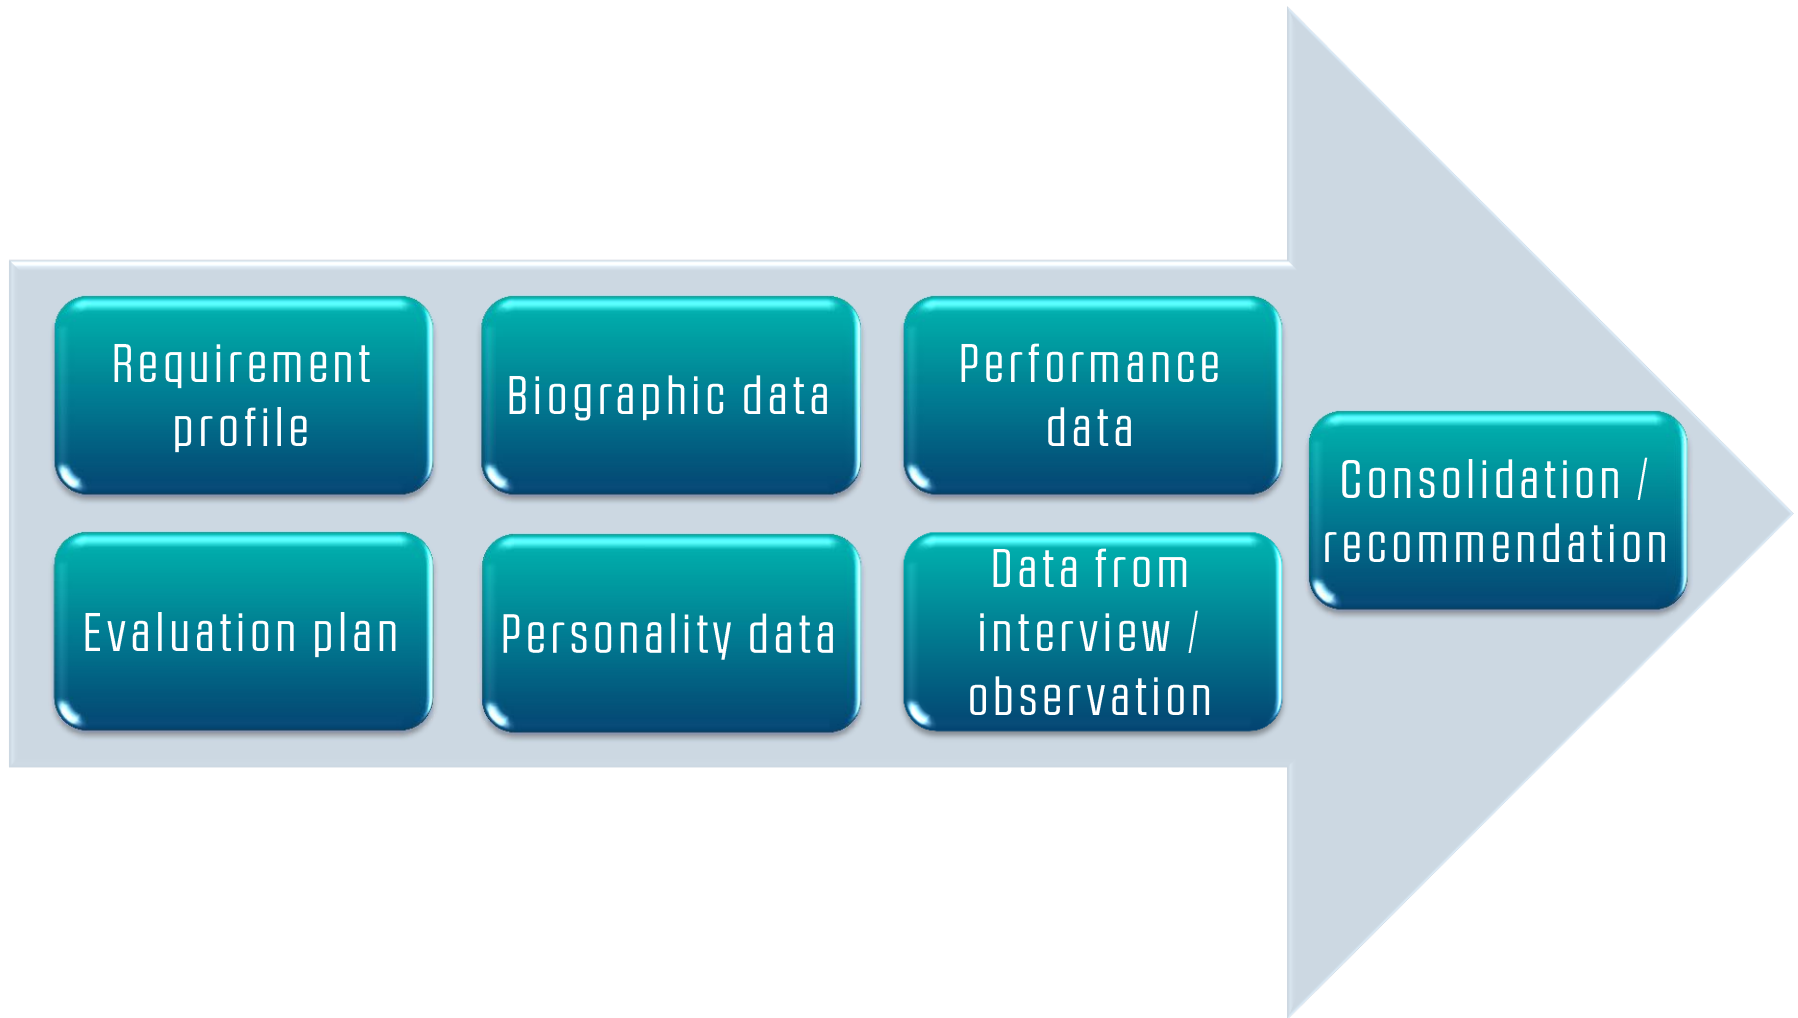 Requirement
profile
Biographic data
Performance
data
Consolidation /
recommendation
Evaluation plan
Personality data
Data from
interview /
observation